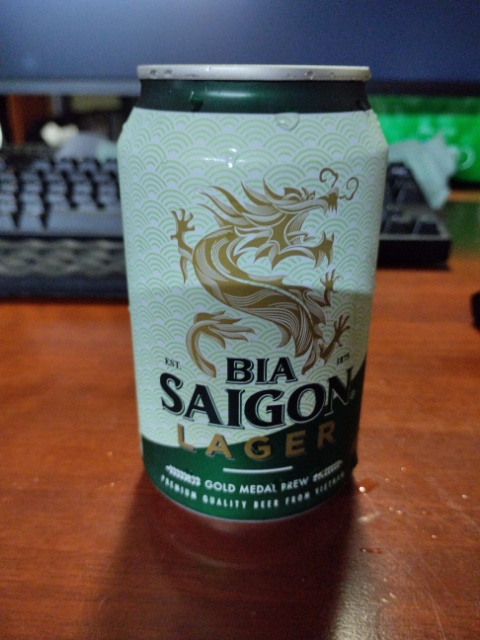 EST. 1875
BIA
SAIGON®
LAGER
GOLD MEDAL BREW
PREMIUM QUALITY BEER FROM VIETNAM